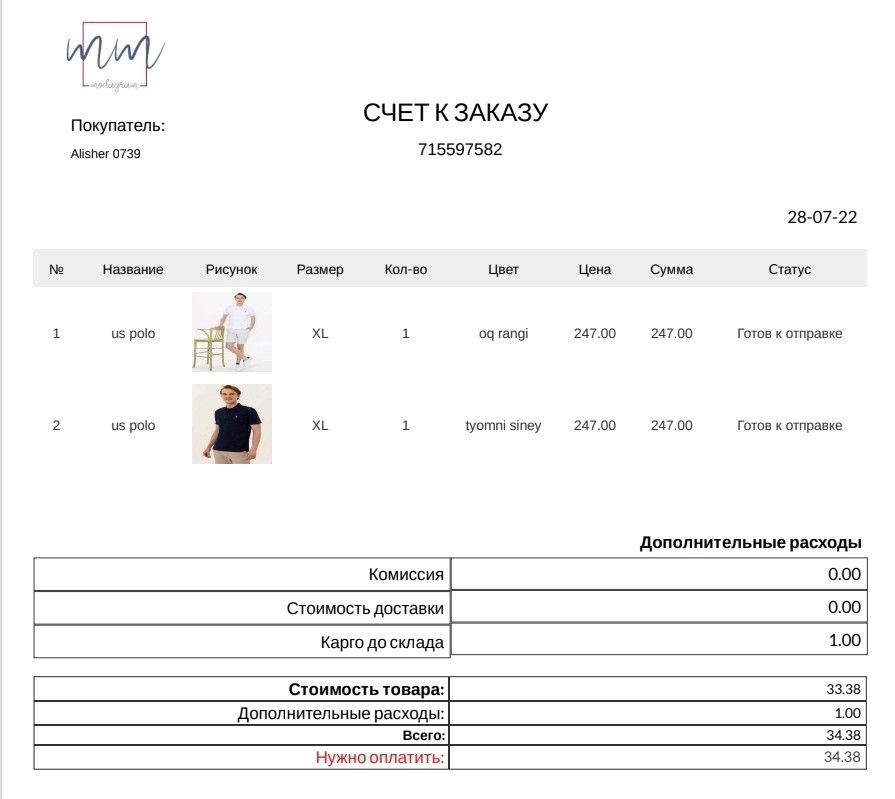 mm
modagram
СЧЕТ К ЗАКАЗУ
Покупатель:
715597582
Alisher 0739
28-07-22
№ Название Рисунок Размер Кол-во Цвет Цена Сумма Статус
1 us polo XL 1 oq rangi 247.00 247.00 Готов к отправке
2 us polo XL 1 tyomni siney 247.00 247.00 Готов к отправке
Дополнительные расходы
Комиссия 0.00
Стоимость доставки 0.00
Карго до склада 1.00
Стоимость товара: 33.38
Дополнительные расходы: 1.00
Всего: 34.38
Нужно оплатить: 34.38